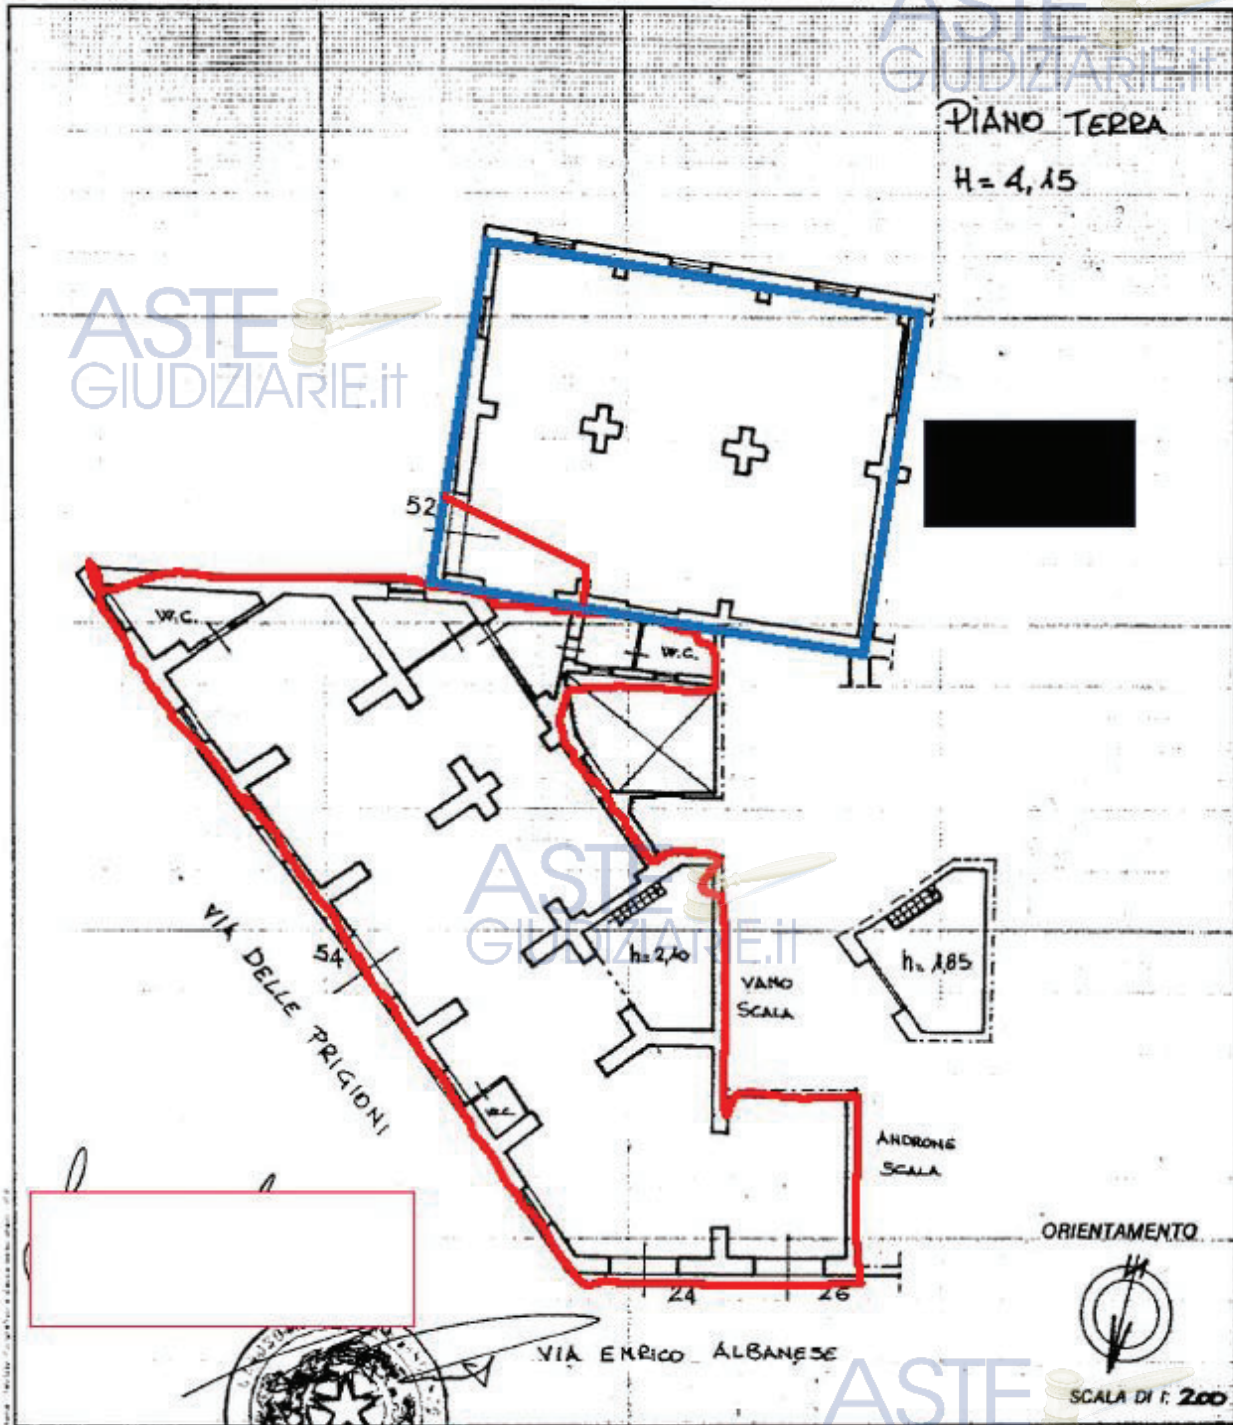 ASTE
GIUDIZIARIE.it
PIANO TERRA
H = 4,15
ASTE
GIUDIZIARIE.it
52
W.C.
W.C.
ASTE
GIUDIZIARIE.it
VIA DELLE PRIGIONI
54
h=2,10
h=1,85
VANO
SCALA
W.C.
ANDRONE
SCALA
ORIENTAMENTO
24
26
VIA ENRICO ALBANESE
ASTE
SCALA DI 1: 200